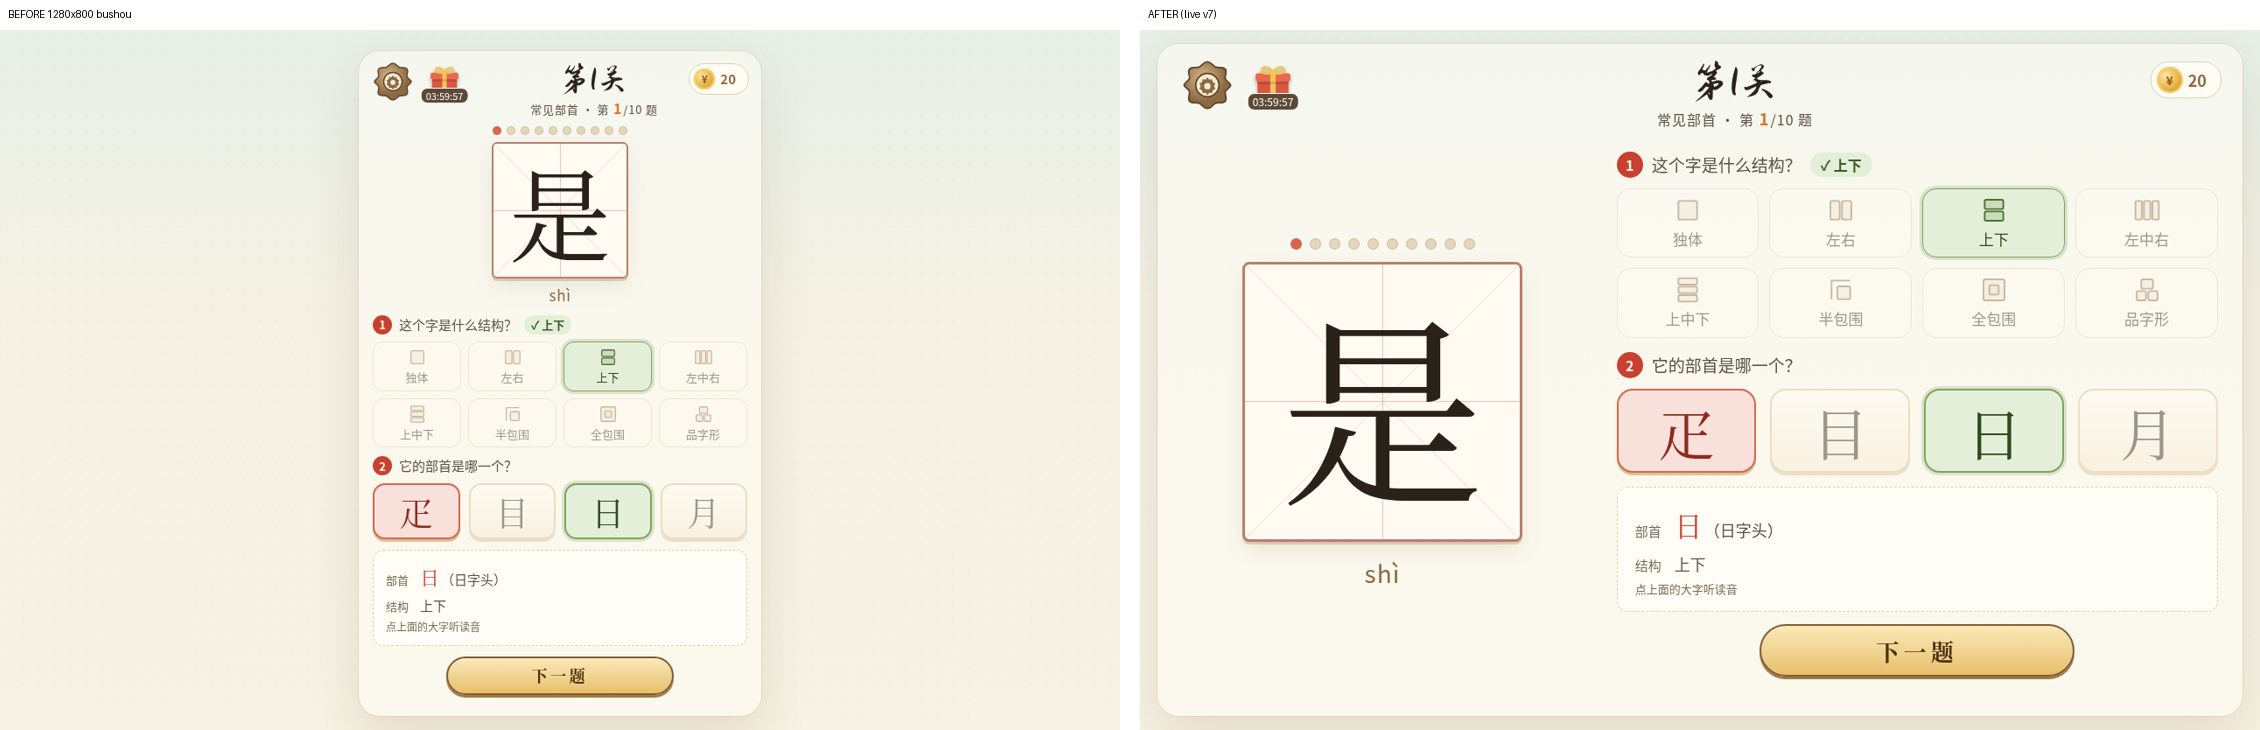 BEFORE 1280x800 bushou
第1关
03:59:57
¥ 20
常见部首 · 第 1/10 题
是
shì
1 这个字是什么结构? ✓上下
独体 左右 上下 左中右
上中下 半包围 全包围 品字形
2 它的部首是哪一个?
疋 目 日 月
部首 日 (日字头)
结构 上下
点上面的大字听读音
下一题
AFTER (live v7)
第1关
03:59:57
¥ 20
常见部首 · 第 1/10 题
是
shì
1 这个字是什么结构? ✓上下
独体 左右 上下 左中右
上中下 半包围 全包围 品字形
2 它的部首是哪一个?
疋 目 日 月
部首 日 (日字头)
结构 上下
点上面的大字听读音
下一题